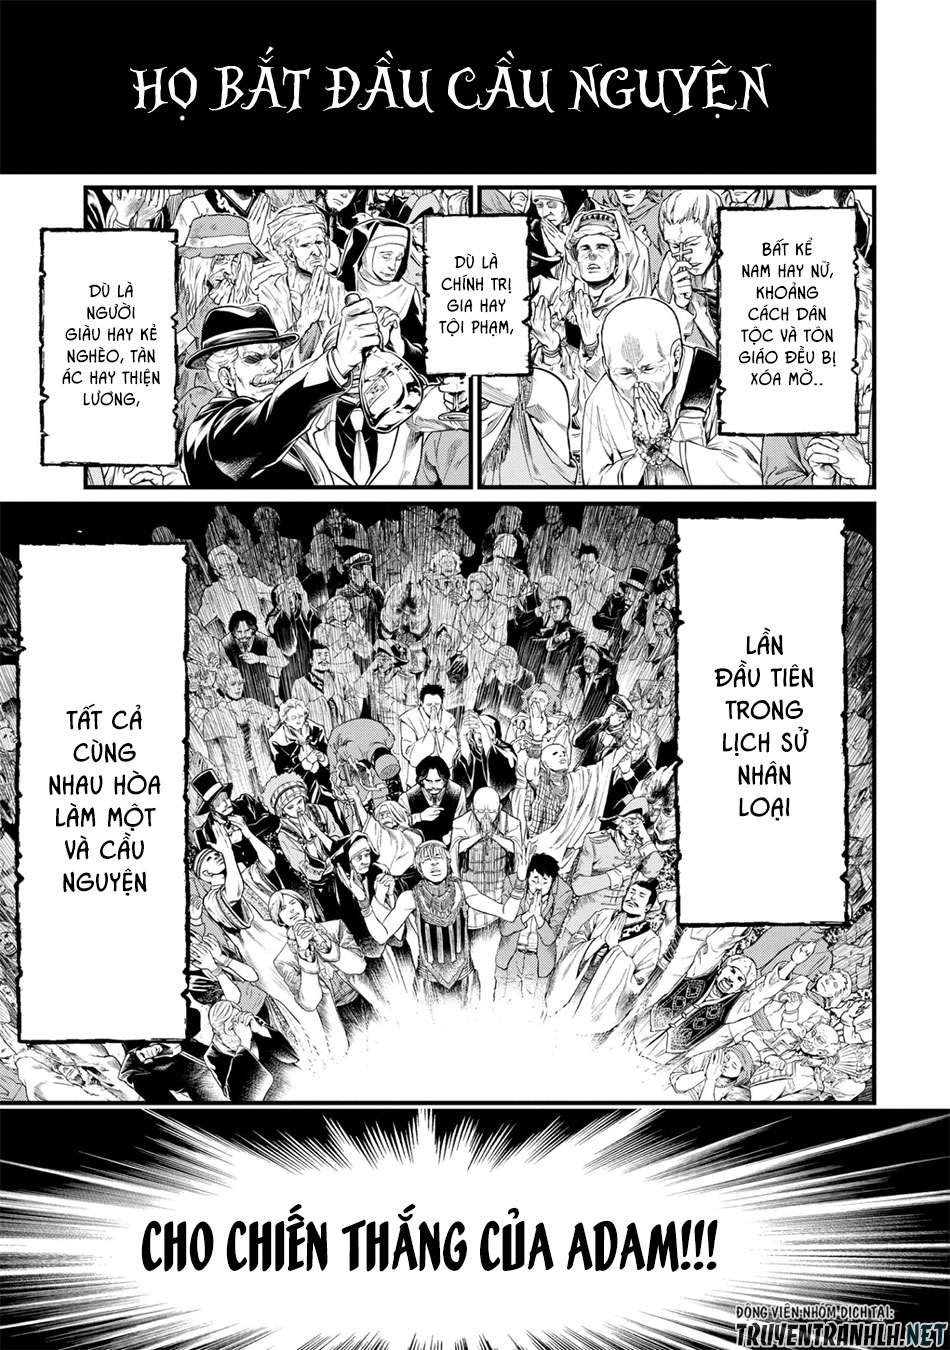 HỌ BẮT ĐẦU CẦU NGUYỆN
BẤT KỂ
NAM HAY NỮ,
KHOẢNG
CÁCH DÂN
TỘC VÀ TÔN
GIÁO ĐỀU BỊ
XÓA MỜ..
DÙ LÀ
CHÍNH TRỊ
GIA HAY
TỘI PHẠM,
DÙ LÀ
NGƯỜI
GIÀU HAY KẺ
NGHÈO, TÀN
ÁC HAY THIỆN
LƯƠNG,
LẦN
ĐẦU TIÊN
TRONG
LỊCH SỬ
NHÂN
LOẠI
TẤT CẢ
CÙNG
NHAU HÒA
LÀM MỘT
VÀ CẦU
NGUYỆN
CHO CHIẾN THẮNG CỦA ADAM!!!
ĐỘNG VIÊN NHÓM DỊCH TẠI:
TRUYENTRANHLH.NET